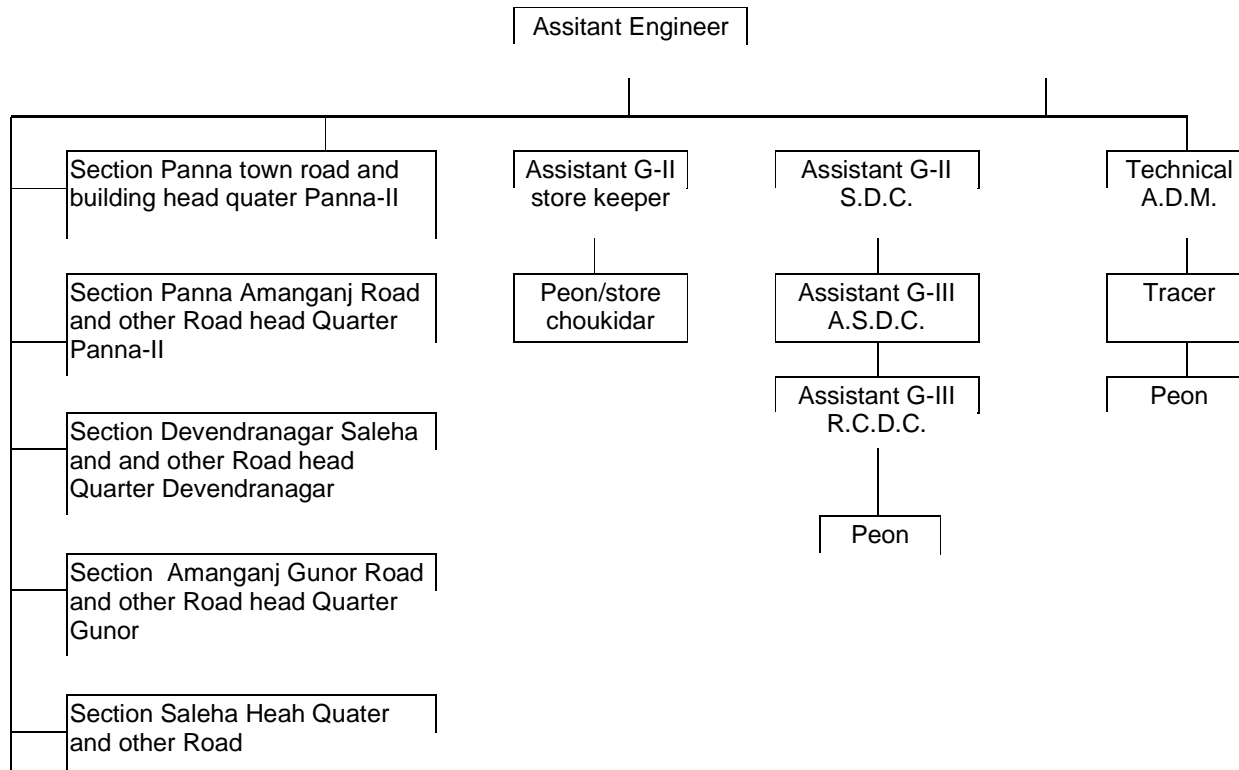 Assitant Engineer
Section Panna town road and
building head quater Panna-II
Assistant G-II
store keeper
Assistant G-II
S.D.C.
Technical
A.D.M.
Section Panna Amanganj Road
and other Road head Quarter
Panna-II
Peon/store
choukidar
Assistant G-III
A.S.D.C.
Tracer
Assistant G-III
R.C.D.C.
Peon
Section Devendranagar Saleha
and and other Road head
Quarter Devendranagar
Peon
Section Amanganj Gunor Road
and other Road head Quarter
Gunor
Section Saleha Heah Quater
and other Road